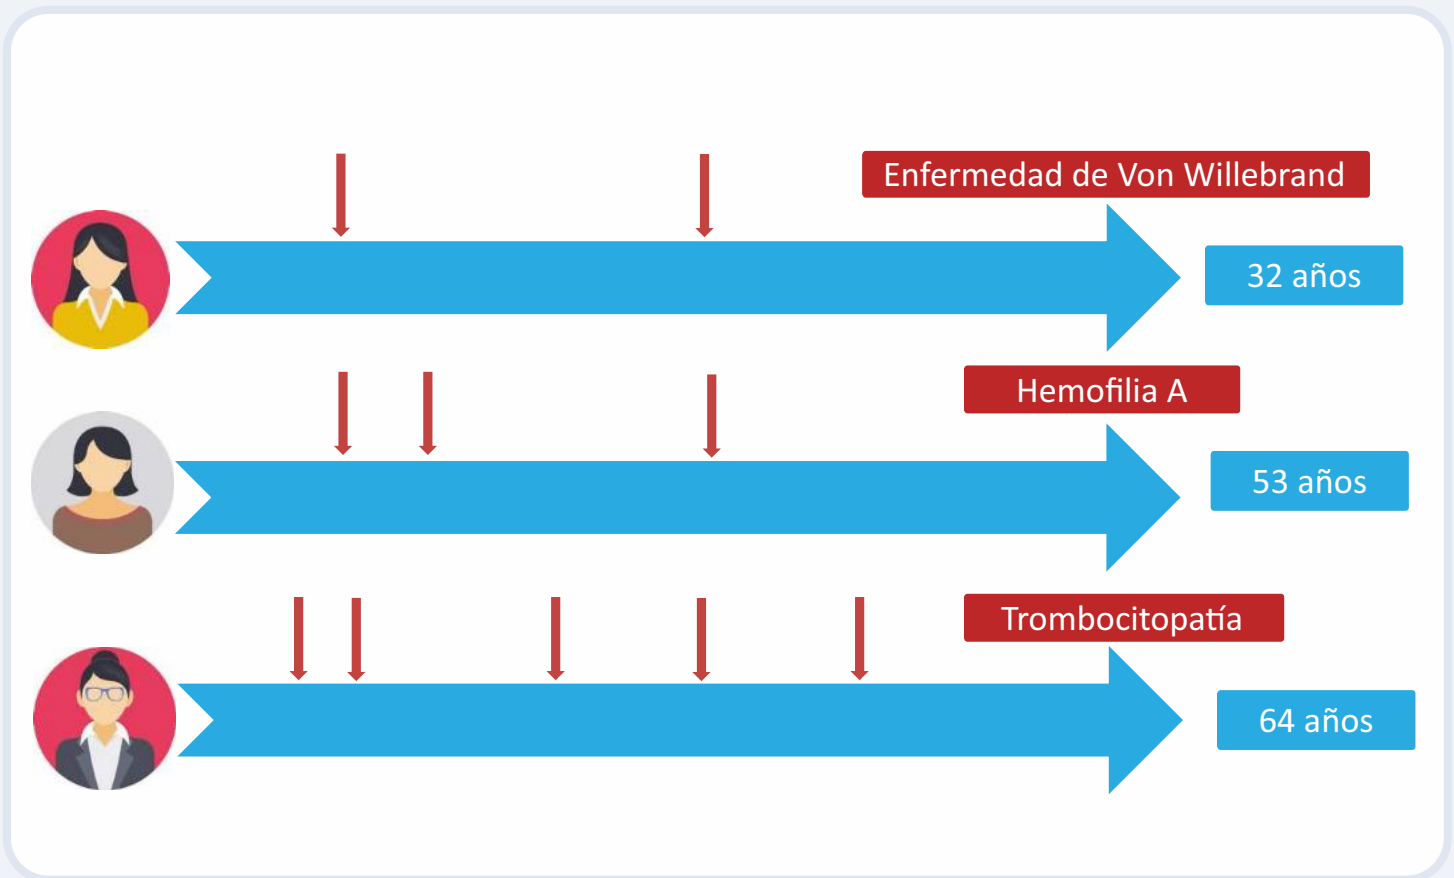 Enfermedad de Von Willebrand
32 años
Hemofilia A
53 años
Trombocitopatía
64 años